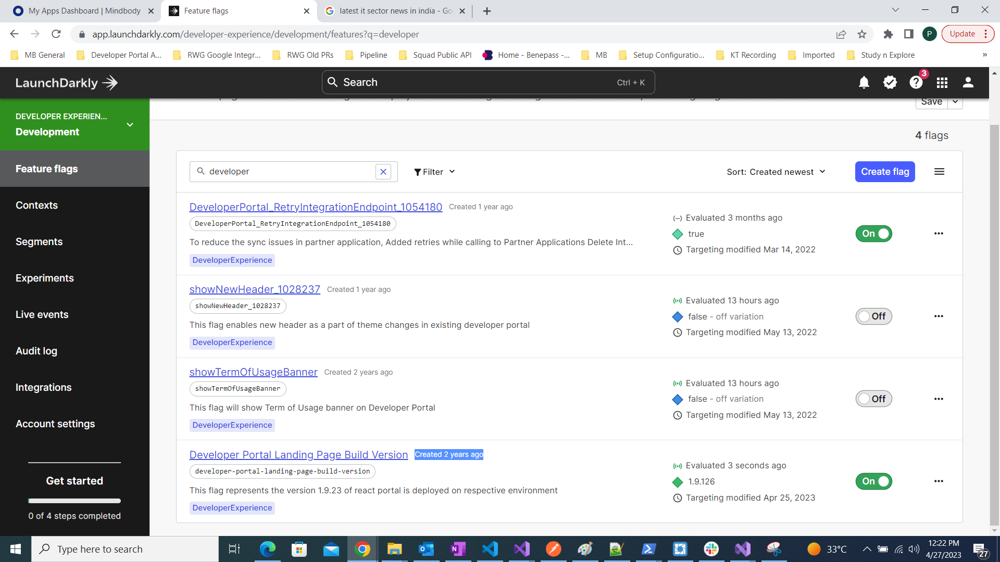 My Apps Dashboard | Mindbody
Feature flags
latest it sector news in india - Go
app.launchdarkly.com/developer-experience/development/features?q=developer
P
Update
MB General
Developer Portal A...
RWG Google Integr...
RWG Old PRs
Pipeline
Squad Public API
Home - Benepass -...
MB
Setup Configuratio...
KT Recording
Imported
Study n Explore
»
LaunchDarkly
Search
Ctrl + K
3
Save
DEVELOPER EXPERIEN...
Development
4 flags
Feature flags
Contexts
Segments
Experiments
Live events
Audit log
Integrations
Account settings
Get started
0 of 4 steps completed
developer
Filter
Sort: Created newest
Create flag
DeveloperPortal_RetryIntegrationEndpoint_1054180 Created 1 year ago
DeveloperPortal_RetryIntegrationEndpoint_1054180
To reduce the sync issues in partner application, Added retries while calling to Partner Applications Delete Int...
DeveloperExperience
Evaluated 3 months ago
true
Targeting modified Mar 14, 2022
On
showNewHeader_1028237 Created 1 year ago
showNewHeader_1028237
This flag enables new header as a part of theme changes in existing developer portal
DeveloperExperience
Evaluated 13 hours ago
false - off variation
Targeting modified May 13, 2022
Off
showTermOfUsageBanner Created 2 years ago
showTermOfUsageBanner
This flag will show Term of Usage banner on Developer Portal
DeveloperExperience
Evaluated 13 hours ago
false - off variation
Targeting modified May 13, 2022
Off
Developer Portal Landing Page Build Version Created 2 years ago
developer-portal-landing-page-build-version
This flag represents the version 1.9.23 of react portal is deployed on respective environment
DeveloperExperience
Evaluated 3 seconds ago
1.9.126
Targeting modified Apr 25, 2023
On
Type here to search
33°C
12:22 PM
4/27/2023
27